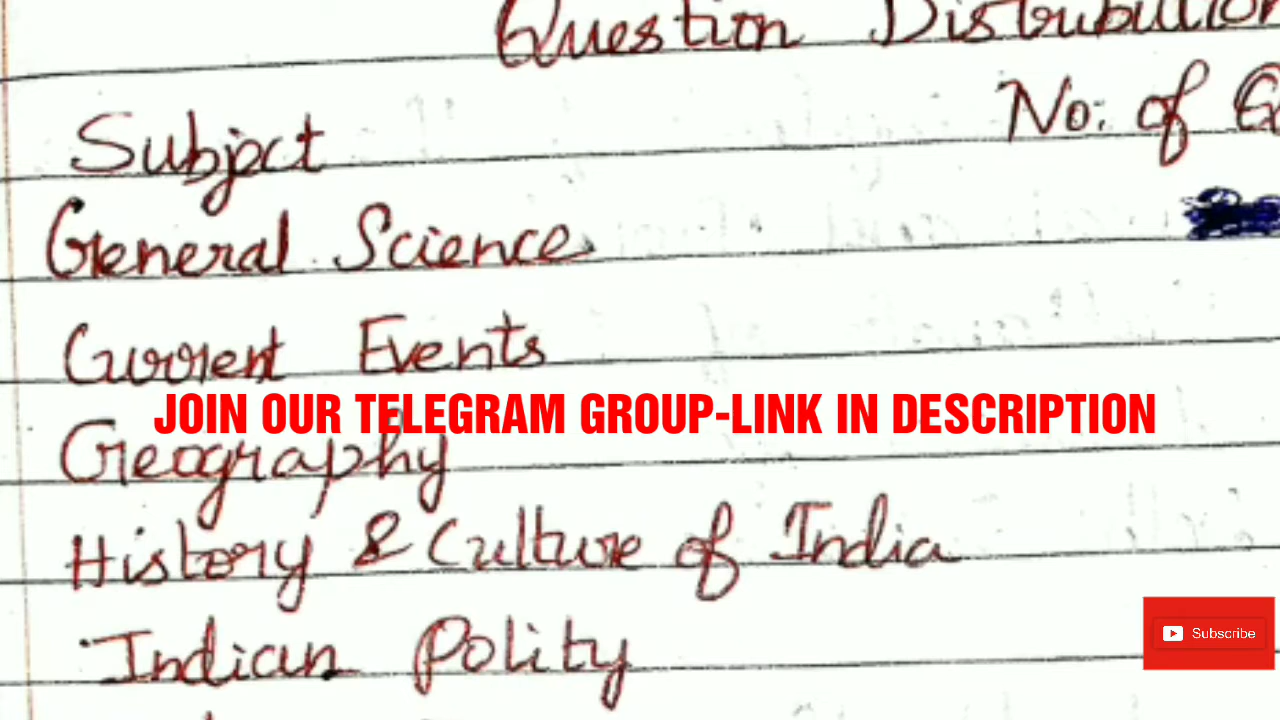 Question Distribution
Subject
No: of
General Science
Current Events
JOIN OUR TELEGRAM GROUP-LINK IN DESCRIPTION
Geography
History & Culture of India
Subscribe
Indian Polity